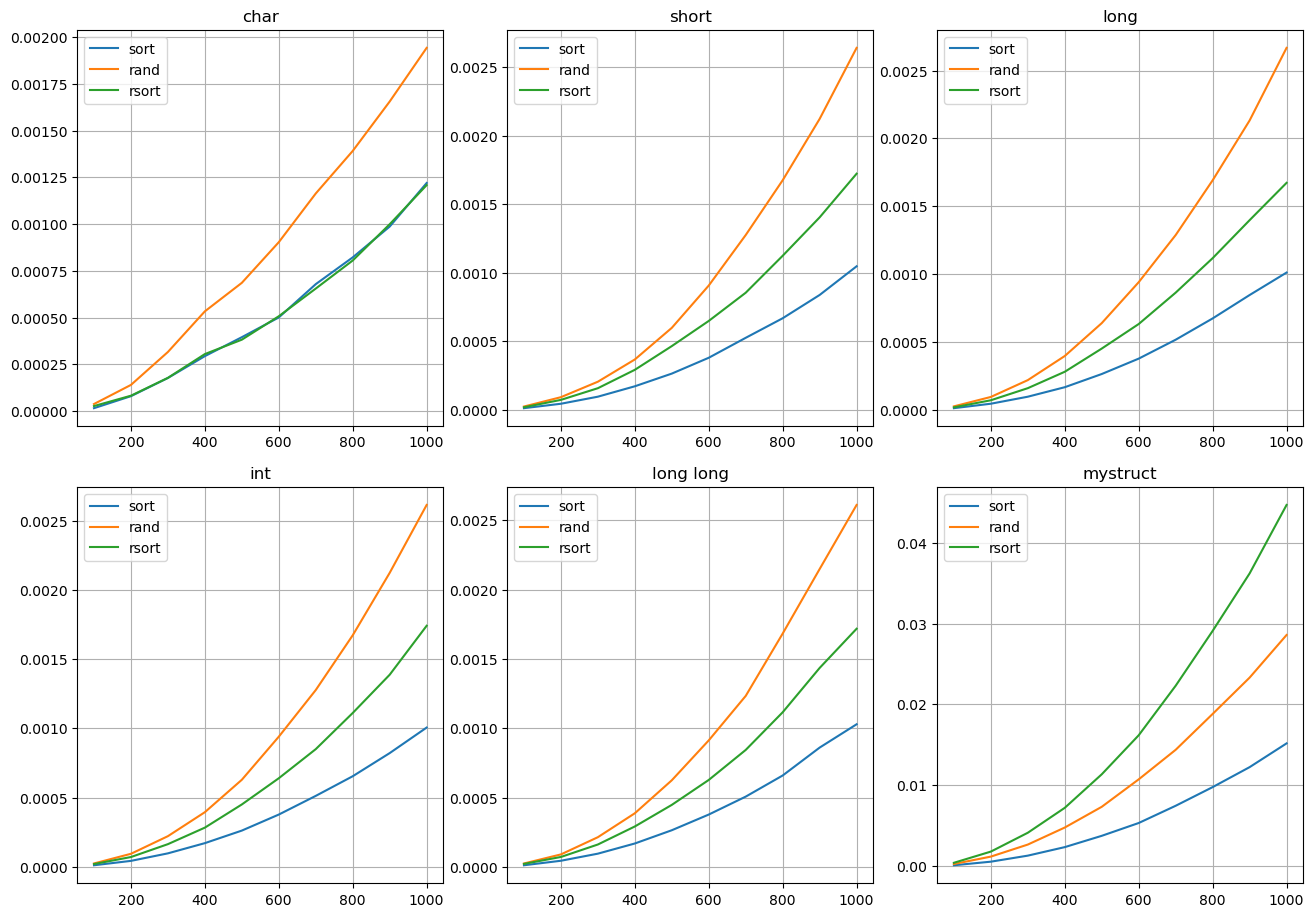 char
sort
rand
rsort
0.00200
0.00175
0.00150
0.00125
0.00100
0.00075
0.00050
0.00025
0.00000
200 400 600 800 1000
short
sort
rand
rsort
0.0025
0.0020
0.0015
0.0010
0.0005
0.0000
200 400 600 800 1000
long
sort
rand
rsort
0.0025
0.0020
0.0015
0.0010
0.0005
0.0000
200 400 600 800 1000
int
sort
rand
rsort
0.0025
0.0020
0.0015
0.0010
0.0005
0.0000
200 400 600 800 1000
long long
sort
rand
rsort
0.0025
0.0020
0.0015
0.0010
0.0005
0.0000
200 400 600 800 1000
mystruct
sort
rand
rsort
0.04
0.03
0.02
0.01
0.00
200 400 600 800 1000